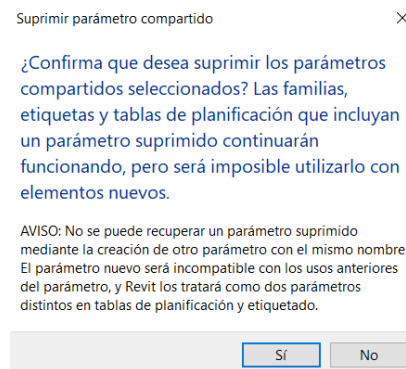 Suprimir parámetro compartido
¿Confirma que desea suprimir los parámetros
compartidos seleccionados? Las familias,
etiquetas y tablas de planificación que incluyan
un parámetro suprimido continuarán
funcionando, pero será imposible utilizarlo con
elementos nuevos.
AVISO: No se puede recuperar un parámetro suprimido
mediante la creación de otro parámetro con el mismo nombre
El parámetro nuevo será incompatible con los usos anteriores
del parámetro, y Revit los tratará como dos parámetros
distintos en tablas de planificación y etiquetado.
Sí No